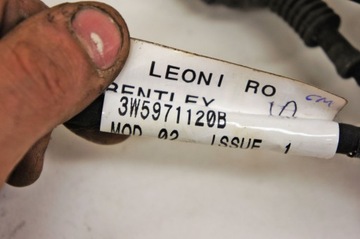 LEONI RO
BENTLEY
3W5971120B
MOD 02 ISSUE 1